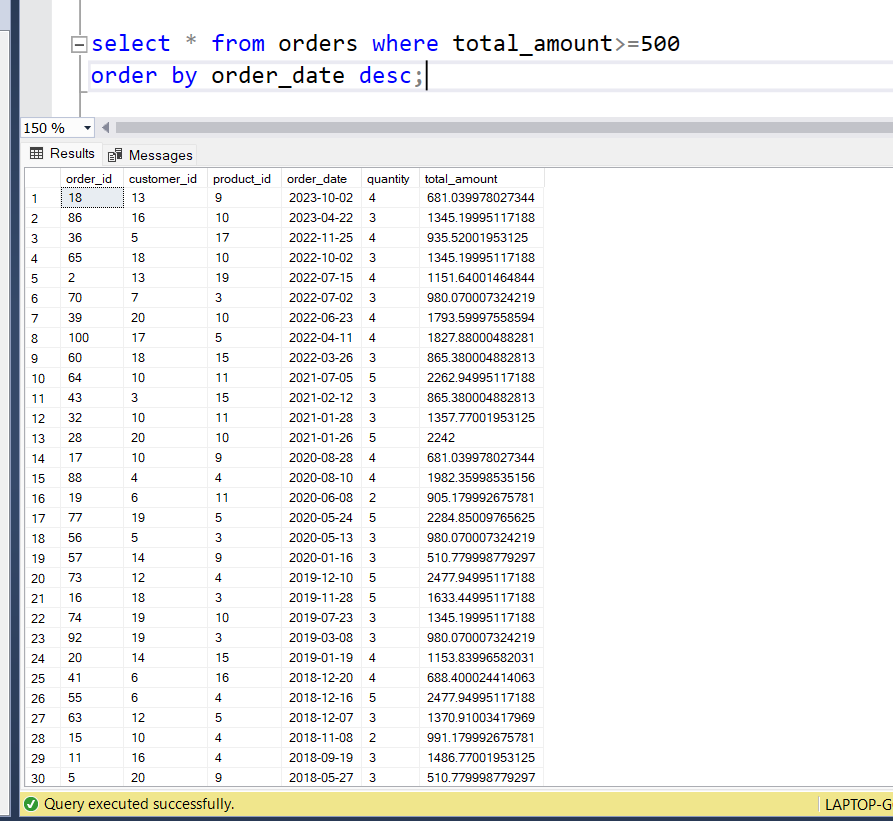 select * from orders where total_amount>=500
order by order_date desc;
150 %
Results Messages
order_id customer_id product_id order_date quantity total_amount
1 18 13 9 2023-10-02 4 681.039978027344
2 86 16 10 2023-04-22 3 1345.19995117188
3 36 5 17 2022-11-25 4 935.52001953125
4 65 18 10 2022-10-02 3 1345.19995117188
5 2 13 19 2022-07-15 4 1151.64001464844
6 70 7 3 2022-07-02 3 980.070007324219
7 39 20 10 2022-06-23 4 1793.59997558594
8 100 17 5 2022-04-11 4 1827.88000488281
9 60 18 15 2022-03-26 3 865.380004882813
10 64 10 11 2021-07-05 5 2262.94995117188
11 43 3 15 2021-02-12 3 865.380004882813
12 32 10 11 2021-01-28 3 1357.77001953125
13 28 20 10 2021-01-26 5 2242
14 17 10 9 2020-08-28 4 681.039978027344
15 88 4 4 2020-08-10 4 1982.35998535156
16 19 6 11 2020-06-08 2 905.179992675781
17 77 19 5 2020-05-24 5 2284.85009765625
18 56 5 3 2020-05-13 3 980.070007324219
19 57 14 9 2020-01-16 3 510.779998779297
20 73 12 4 2019-12-10 5 2477.94995117188
21 16 18 3 2019-11-28 5 1633.44995117188
22 74 19 10 2019-07-23 3 1345.19995117188
23 92 19 3 2019-03-08 3 980.070007324219
24 20 14 15 2019-01-19 4 1153.83996582031
25 41 6 16 2018-12-20 4 688.400024414063
26 55 6 4 2018-12-16 5 2477.94995117188
27 63 12 5 2018-12-07 3 1370.91003417969
28 15 10 4 2018-11-08 2 991.179992675781
29 11 16 4 2018-09-19 3 1486.77001953125
30 5 20 9 2018-05-27 3 510.779998779297
Query executed successfully. LAPTOP-G